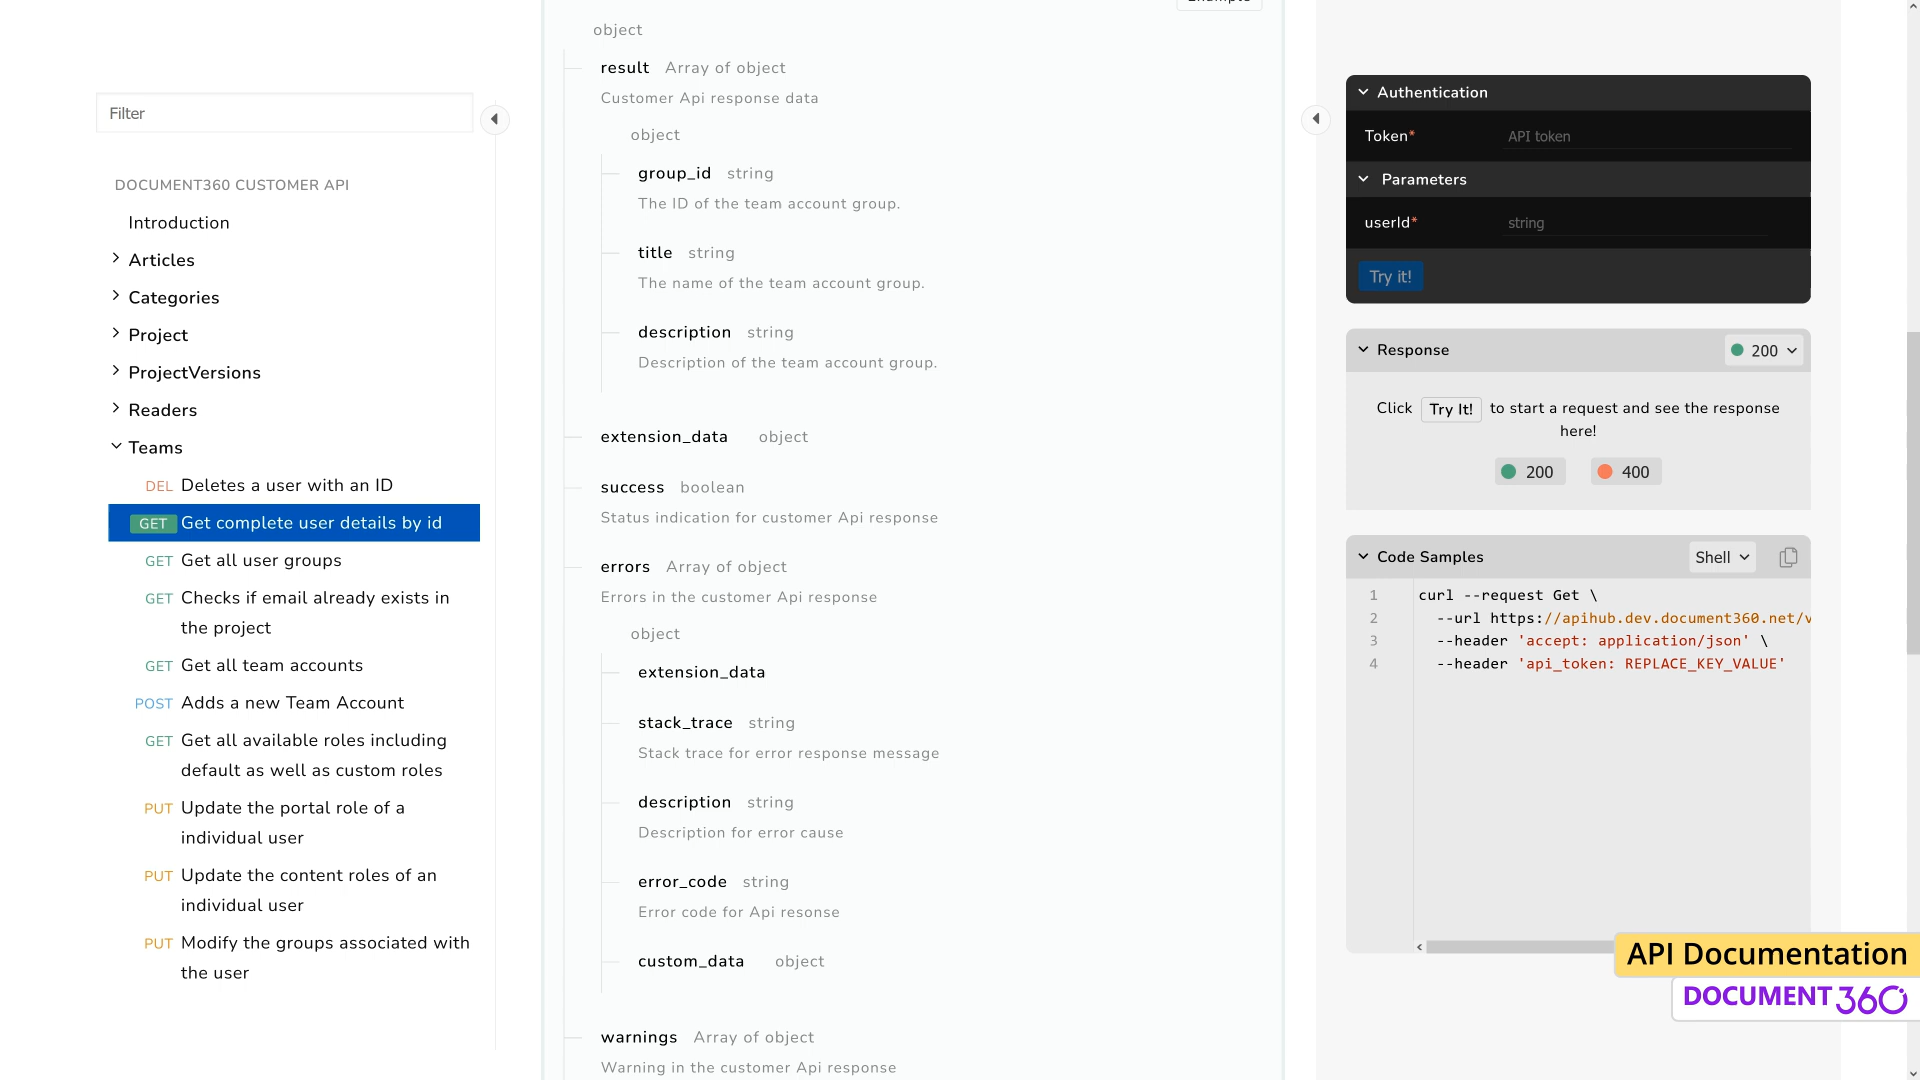 Filter
DOCUMENT360 CUSTOMER API
Introduction
Articles
Categories
Project
ProjectVersions
Readers
Teams
DEL Deletes a user with an ID
GET Get complete user details by id
GET Get all user groups
GET Checks if email already exists in
the project
GET Get all team accounts
POST Adds a new Team Account
GET Get all available roles including
default as well as custom roles
PUT Update the portal role of a
individual user
PUT Update the content roles of an
individual user
PUT Modify the groups associated with
the user
object
result Array of object
Customer Api response data
object
group_id string
The ID of the team account group.
title string
The name of the team account group.
description string
Description of the team account group.
extension_data object
success boolean
Status indication for customer Api response
errors Array of object
Errors in the customer Api response
object
extension_data
stack_trace string
Stack trace for error response message
description string
Description for error cause
error_code string
Error code for Api resonse
custom_data object
warnings Array of object
Warning in the customer Api response
Authentication
Token* API token
Parameters
userId* string
Try it!
Response 200
Click Try It! to start a request and see the response
here!
200 400
Code Samples Shell
1 curl --request Get \
2 --url https://apihub.dev.document360.net/v
3 --header 'accept: application/json' \
4 --header 'api_token: REPLACE_KEY_VALUE'
API Documentation
DOCUMENT360